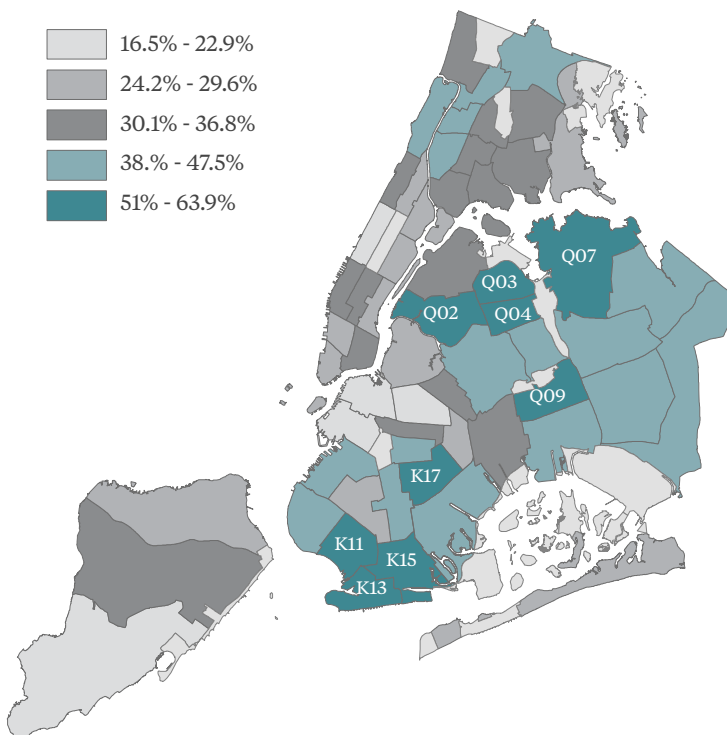 16.5% - 22.9%
24.2% - 29.6%
30.1% - 36.8%
38.% - 47.5%
51% - 63.9%
Q07
Q03
Q02
Q04
Q09
K17
K11
K15
K13